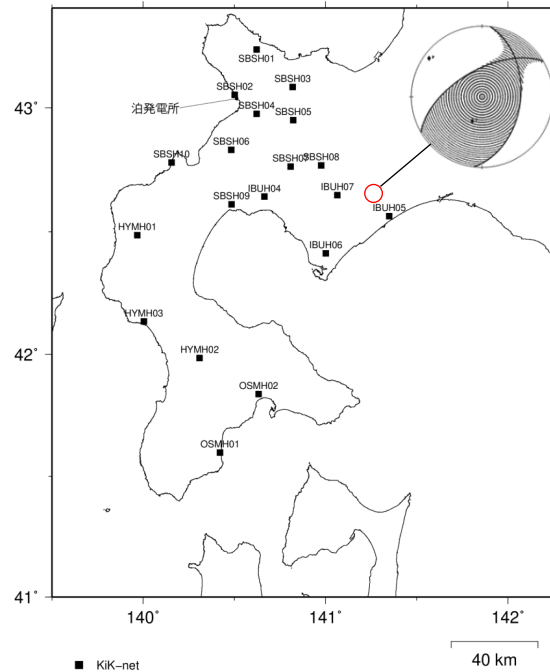 SBSH01
SBSH03
SBSH02
泊発電所
SBSH04
SBSH05
43°
SBSH06
SBSH10
SBSH07
SBSH08
IBUH04
IBUH07
SBSH09
IBUH05
HYMH01
IBUH06
HYMH03
42°
HYMH02
OSMH02
OSMH01
41°
140°
141°
142°
KiK-net
40 km